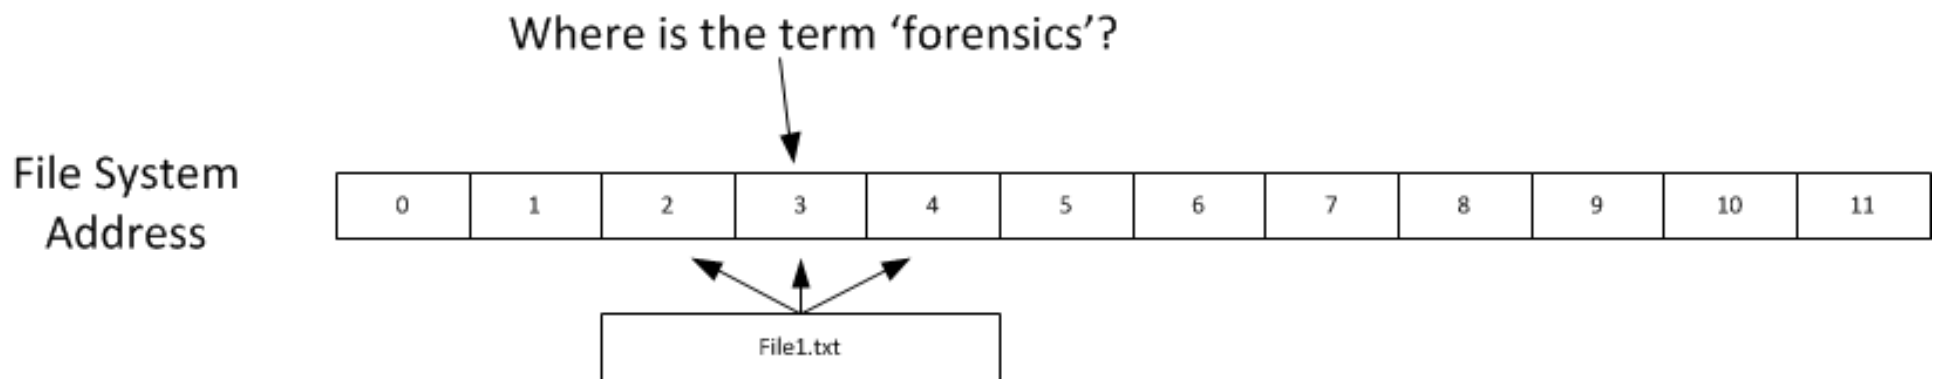 Where is the term ‘forensics’?
File System
Address
0 1 2 3 4 5 6 7 8 9 10 11
File1.txt